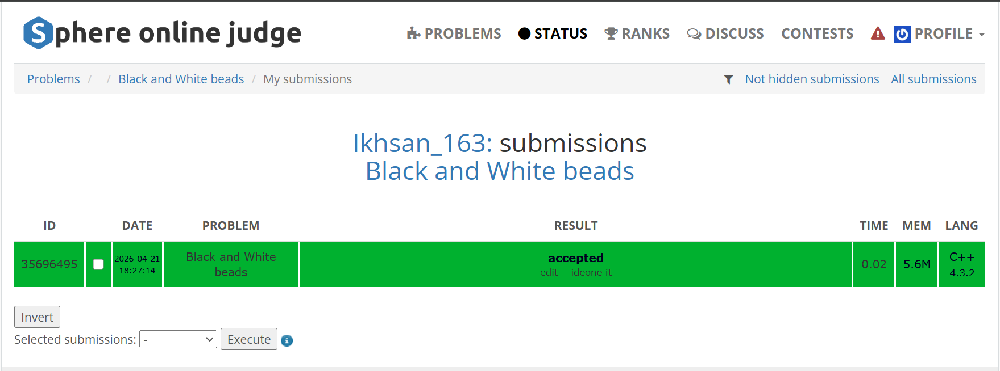 Sphere online judge
PROBLEMS STATUS RANKS DISCUSS CONTESTS PROFILE
Problems / / Black and White beads / My submissions Not hidden submissions All submissions
Ikhsan_163: submissions
Black and White beads
ID DATE PROBLEM RESULT TIME MEM LANG
35696495 2026-04-21 18:27:14 Black and White beads accepted edit ideone it 0.02 5.6M C++ 4.3.2
Invert
Selected submissions: - Execute